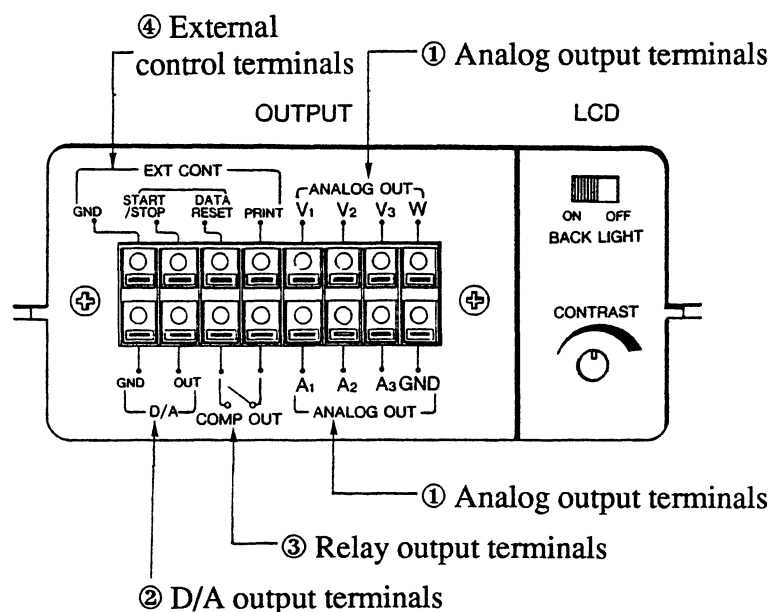 ④ External
control terminals
① Analog output terminals
OUTPUT
LCD
EXT CONT
ANALOG OUT
GND
START
/STOP
DATA
RESET
PRINT
V₁
V₂
V₃
W
ON
OFF
BACK LIGHT
CONTRAST
GND
OUT
D/A
COMP OUT
A₁
A₂
A₃
GND
ANALOG OUT
① Analog output terminals
③ Relay output terminals
② D/A output terminals